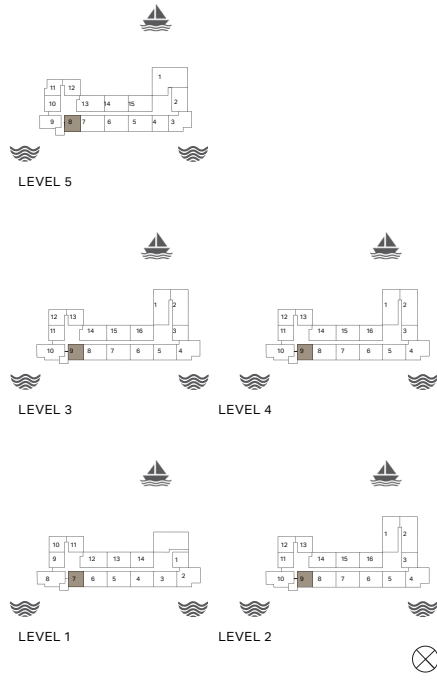 1
11 12
10 13 14 15 2
9 8 7 6 5 4 3
LEVEL 5
1 2
12 13
11 14 15 16 3
10 9 8 7 6 5 4
LEVEL 3
1 2
12 13
11 14 15 16 3
10 9 8 7 6 5 4
LEVEL 4
10 11
9 12 13 14 1
8 7 6 5 4 3 2
LEVEL 1
1 2
12 13
11 14 15 16 3
10 9 8 7 6 5 4
LEVEL 2